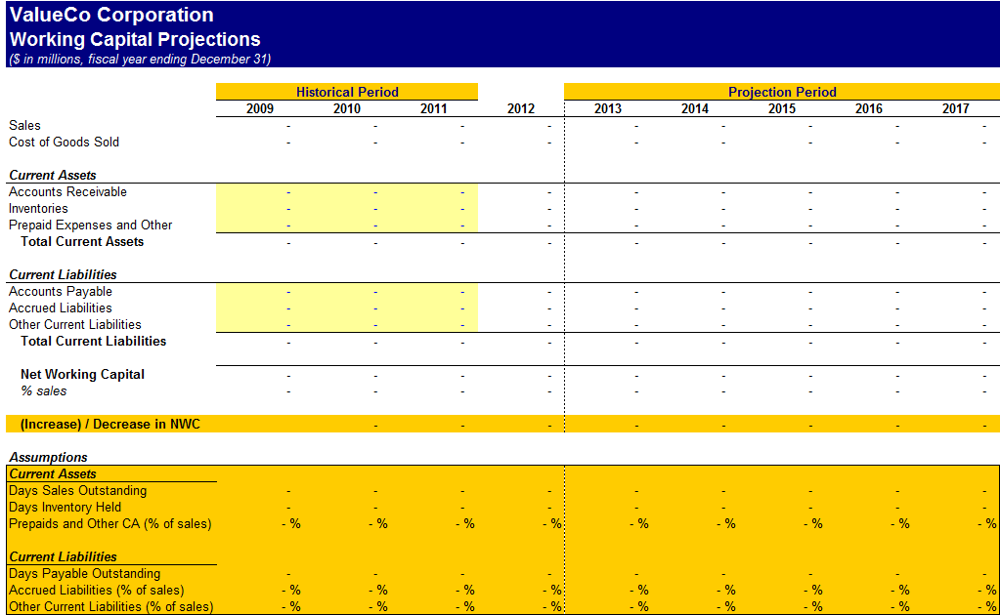 ValueCo Corporation
Working Capital Projections
($ in millions, fiscal year ending December 31)
Historical Period Projection Period
2009 2010 2011 2012 2013 2014 2015 2016 2017
Sales - - - - - - - - -
Cost of Goods Sold - - - - - - - - -
Current Assets
Accounts Receivable - - - - - - - - -
Inventories - - - - - - - - -
Prepaid Expenses and Other - - - - - - - - -
Total Current Assets - - - - - - - - -
Current Liabilities
Accounts Payable - - - - - - - - -
Accrued Liabilities - - - - - - - - -
Other Current Liabilities - - - - - - - - -
Total Current Liabilities - - - - - - - - -
Net Working Capital - - - - - - - - -
% sales - - - - - - - - -
(Increase) / Decrease in NWC - - - - - - - -
Assumptions
Current Assets
Days Sales Outstanding - - - - - - - - -
Days Inventory Held - - - - - - - - -
Prepaids and Other CA (% of sales) - % - % - % - % - % - % - % - % - %
Current Liabilities
Days Payable Outstanding - - - - - - - - -
Accrued Liabilities (% of sales) - % - % - % - % - % - % - % - % - %
Other Current Liabilities (% of sales) - % - % - % - % - % - % - % - % - %